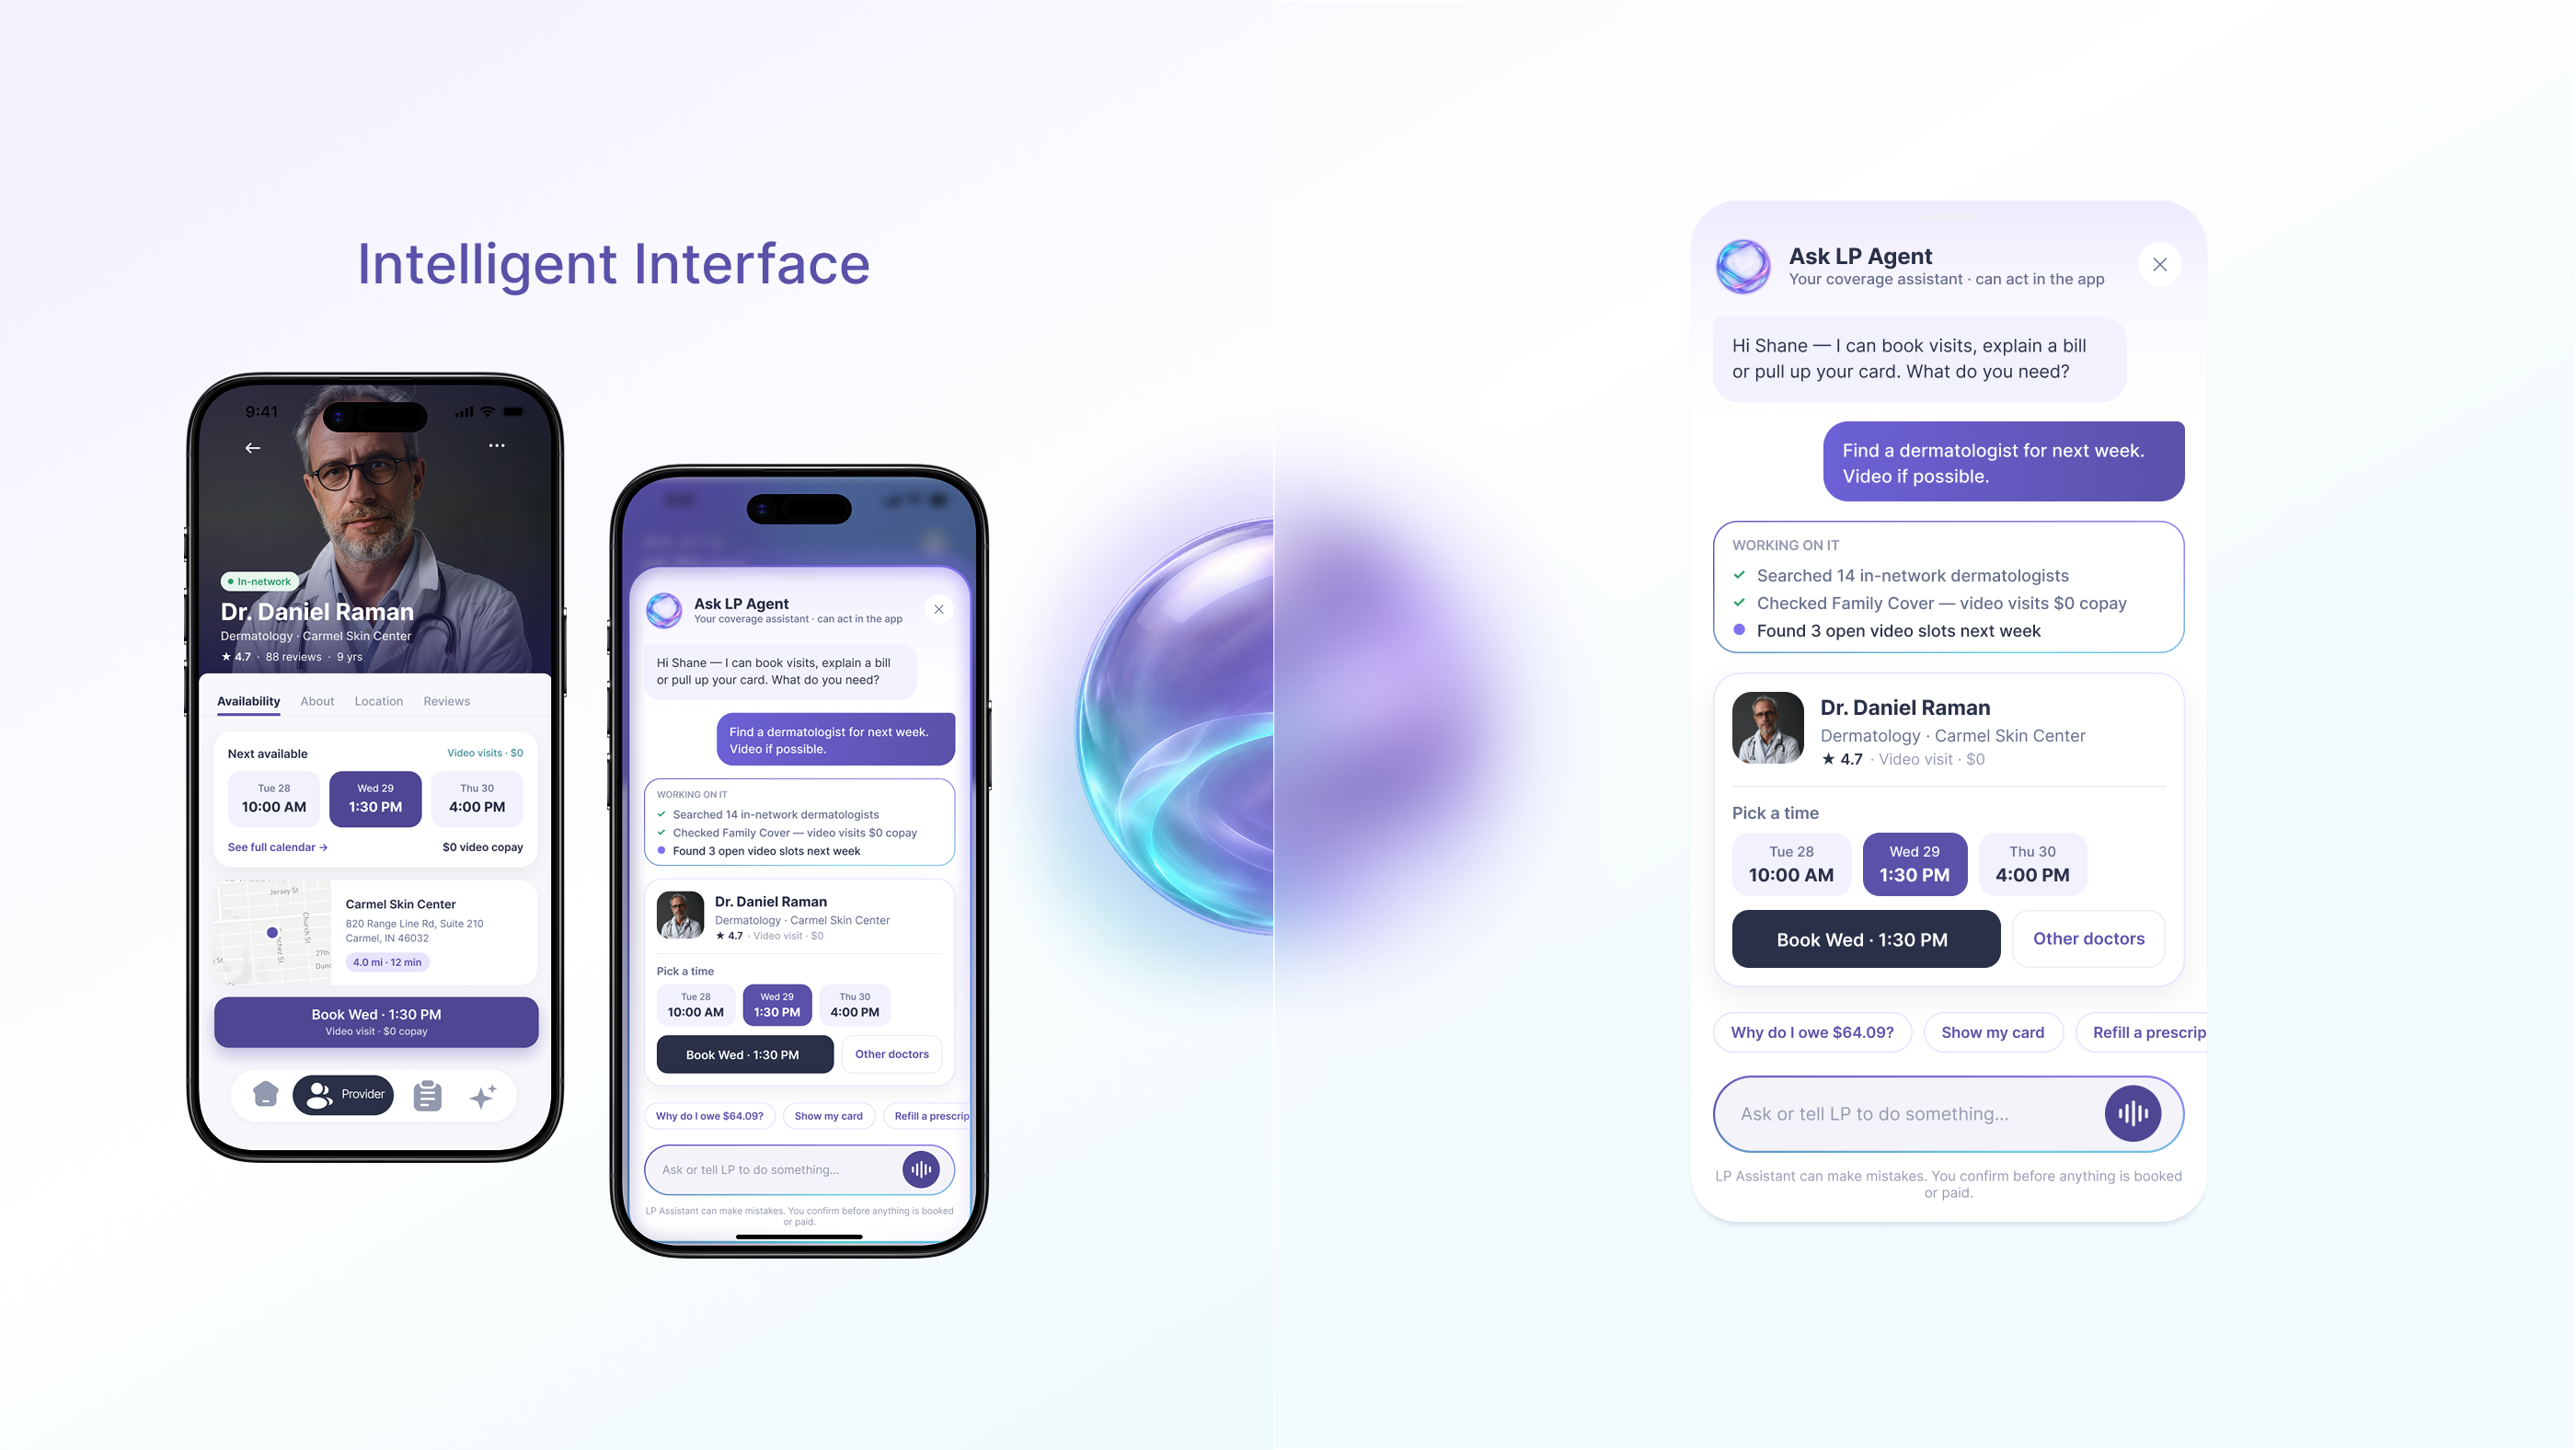 Intelligent Interface
9:41
In-network
Dr. Daniel Raman
Dermatology · Carmel Skin Center
★ 4.7 · 88 reviews · 9 yrs
Availability About Location Reviews
Next available Video visits · $0
Tue 28 Wed 29 Thu 30
10:00 AM 1:30 PM 4:00 PM
See full calendar → $0 video copay
Jersey St
Church St
27th
Carmel Skin Center
820 Range Line Rd, Suite 210
Carmel, IN 46032
4.0 mi · 12 min
Book Wed · 1:30 PM
Video visit · $0 copay
Provider
Ask LP Agent
Your coverage assistant · can act in the app
Hi Shane — I can book visits, explain a bill
or pull up your card. What do you need?
Find a dermatologist for next week.
Video if possible.
WORKING ON IT
Searched 14 in-network dermatologists
Checked Family Cover — video visits $0 copay
Found 3 open video slots next week
Dr. Daniel Raman
Dermatology · Carmel Skin Center
★ 4.7 · Video visit · $0
Pick a time
Tue 28 Wed 29 Thu 30
10:00 AM 1:30 PM 4:00 PM
Book Wed · 1:30 PM Other doctors
Why do I owe $64.09? Show my card Refill a prescrip
Ask or tell LP to do something...
LP Assistant can make mistakes. You confirm before anything is booked
or paid.
Ask LP Agent
Your coverage assistant · can act in the app
Hi Shane — I can book visits, explain a bill
or pull up your card. What do you need?
Find a dermatologist for next week.
Video if possible.
WORKING ON IT
Searched 14 in-network dermatologists
Checked Family Cover — video visits $0 copay
Found 3 open video slots next week
Dr. Daniel Raman
Dermatology · Carmel Skin Center
★ 4.7 · Video visit · $0
Pick a time
Tue 28 Wed 29 Thu 30
10:00 AM 1:30 PM 4:00 PM
Book Wed · 1:30 PM Other doctors
Why do I owe $64.09? Show my card Refill a prescrip
Ask or tell LP to do something...
LP Assistant can make mistakes. You confirm before anything is booked
or paid.